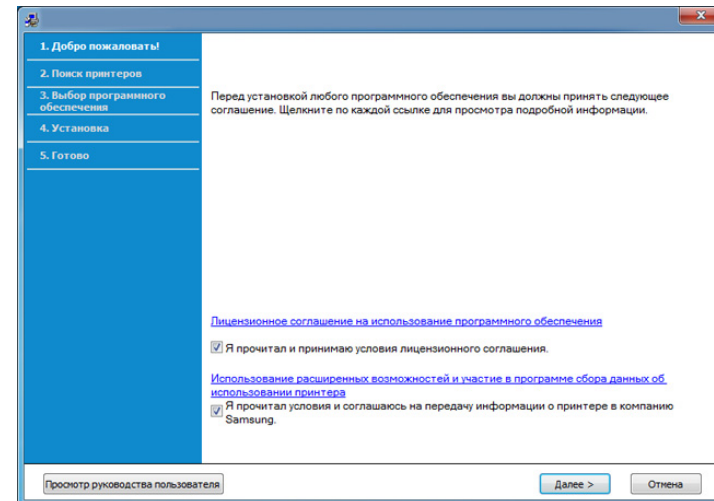 1. Добро пожаловать!
2. Поиск принтеров
3. Выбор программного
обеспечения
4. Установка
5. Готово
Перед установкой любого программного обеспечения вы должны принять следующее
соглашение. Щелкните по каждой ссылке для просмотра подробной информации.
Лицензионное соглашение на использование программного обеспечения
Я прочитал и принимаю условия лицензионного соглашения.
Использование расширенных возможностей и участие в программе сбора данных об
использовании принтера
Я прочитал условия и соглашаюсь на передачу информации о принтере в компанию
Samsung.
Просмотр руководства пользователя
Далее >
Отмена